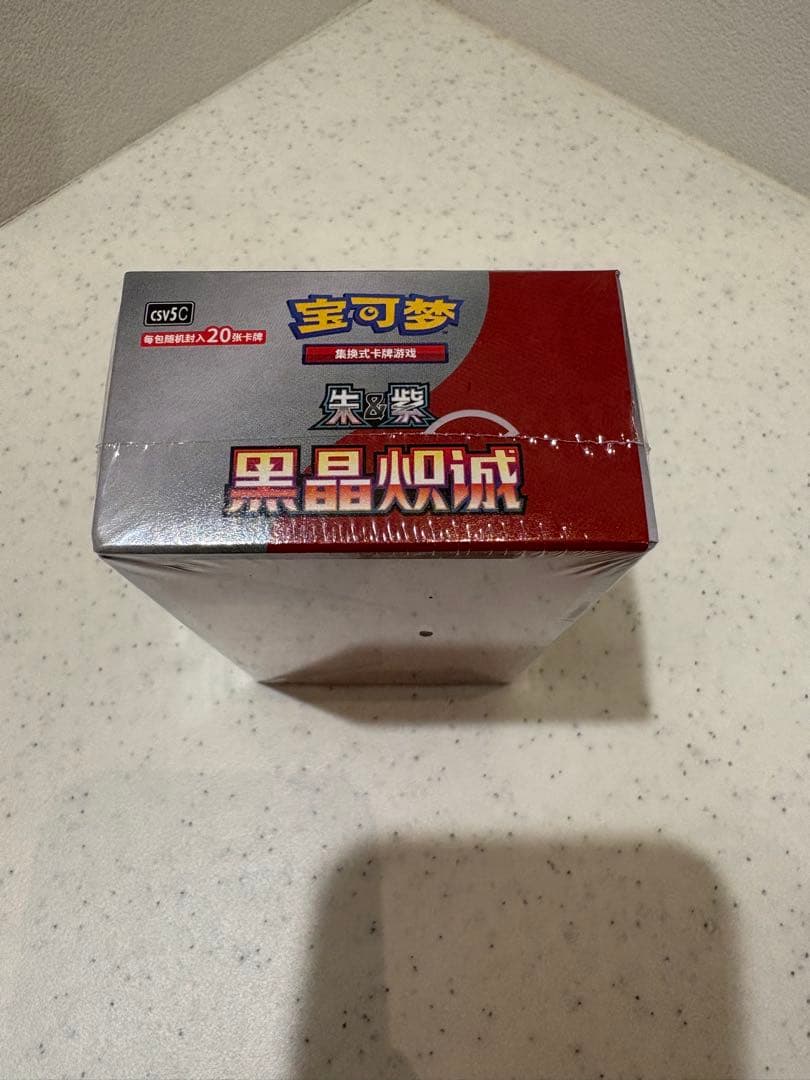 CSV5C
每包随机封入20张卡牌
宝可梦
集换式卡牌游戏
朱&紫
黑晶炽诚